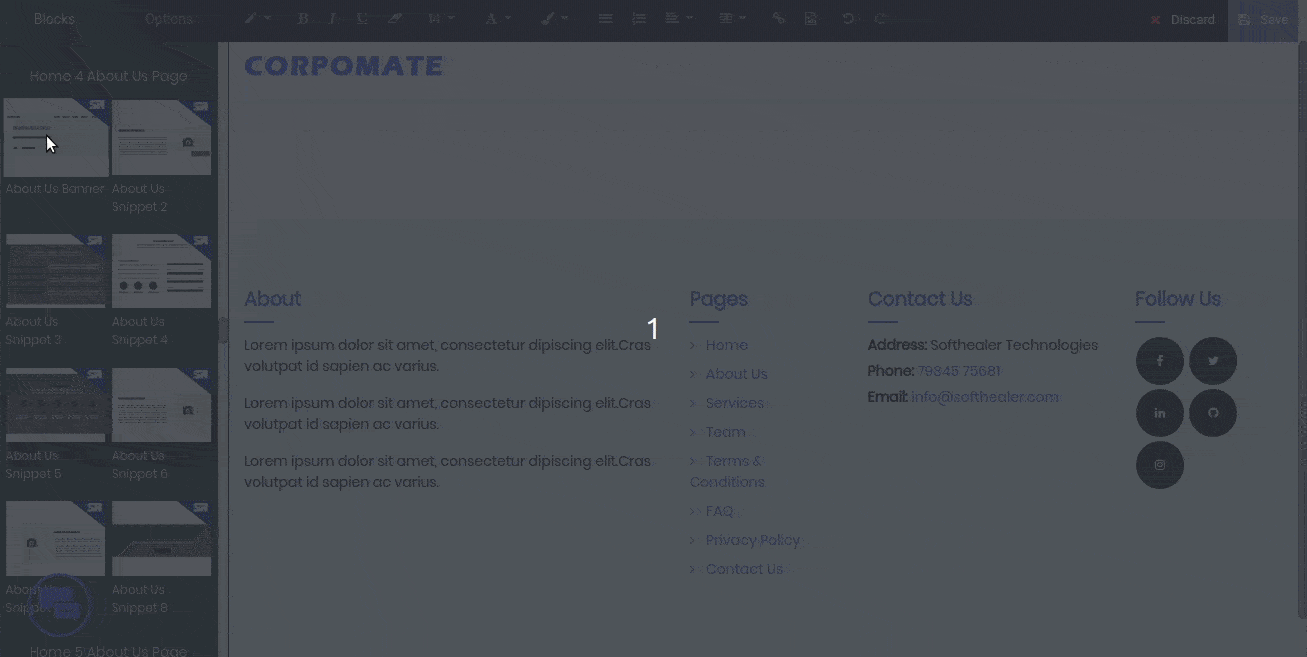 Blocks
Options
B I U
14
A
Discard
Save
Home 4 About Us Page
About Us Banner
About Us
Snippet 2
About Us
Snippet 3
About Us
Snippet 4
About Us
Snippet 5
About Us
Snippet 6
About Us
About Us
Snippet 8
Home 5 About Us Page
CORPOMATE
1
About
Lorem ipsum dolor sit amet, consectetur dipiscing elit.Cras
volutpat id sapien ac varius.
Lorem ipsum dolor sit amet, consectetur dipiscing elit.Cras
volutpat id sapien ac varius.
Lorem ipsum dolor sit amet, consectetur dipiscing elit.Cras
volutpat id sapien ac varius.
Pages
> Home
> About Us
> Services
> Team
> Terms &
Conditions
> FAQ
> Privacy Policy
> Contact Us
Contact Us
Address: Softhealer Technologies
Phone: 79845 75681
Email: info@softhealer.com
Follow Us